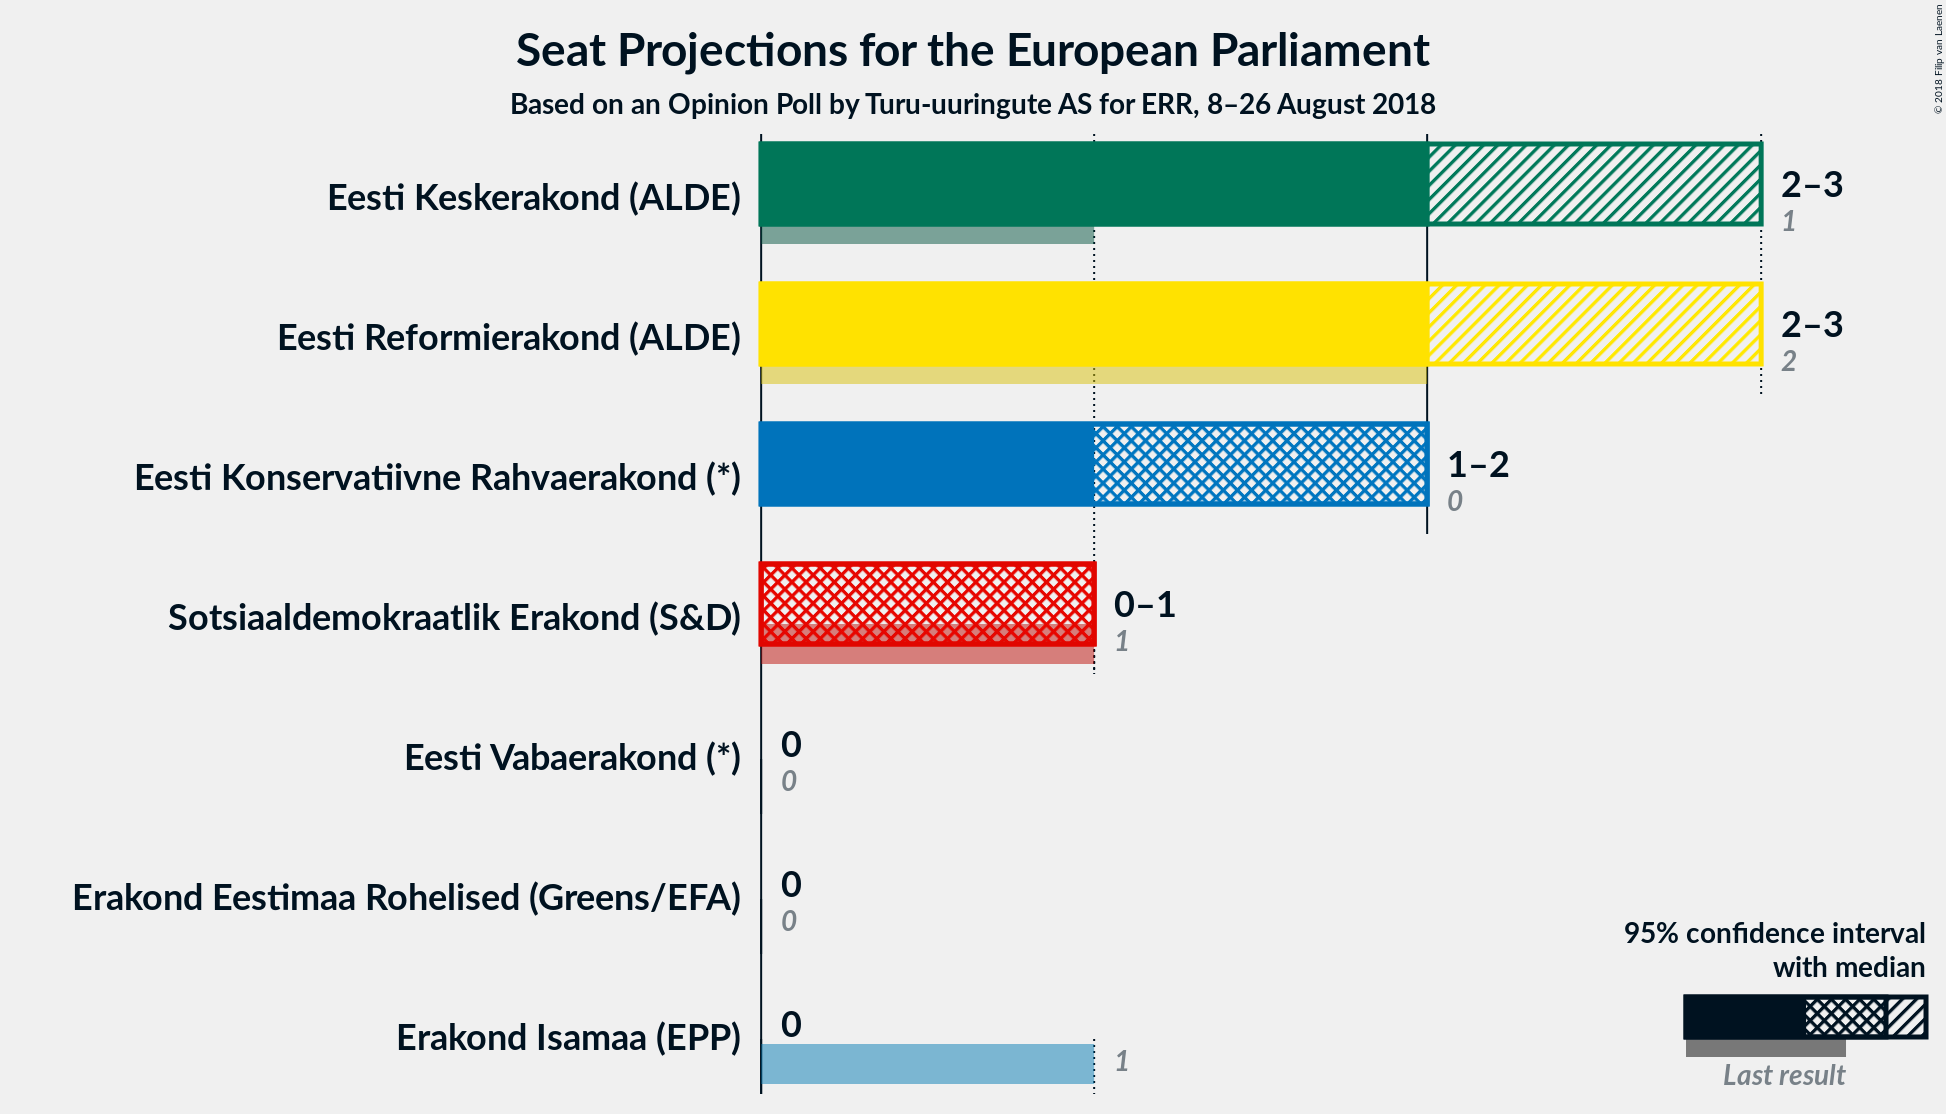 Seat Projections for the European Parliament
Based on an Opinion Poll by Turu-uuringute AS for ERR, 8–26 August 2018
© 2018 Filip van Laenen
Eesti Keskerakond (ALDE)
2–3
1
Eesti Reformierakond (ALDE)
2–3
2
Eesti Konservatiivne Rahvaerakond (*)
1–2
0
Sotsiaaldemokraatlik Erakond (S&D)
0–1
1
Eesti Vabaerakond (*)
0
0
Erakond Eestimaa Rohelised (Greens/EFA)
0
0
Erakond Isamaa (EPP)
0
1
95% confidence interval
with median
Last result